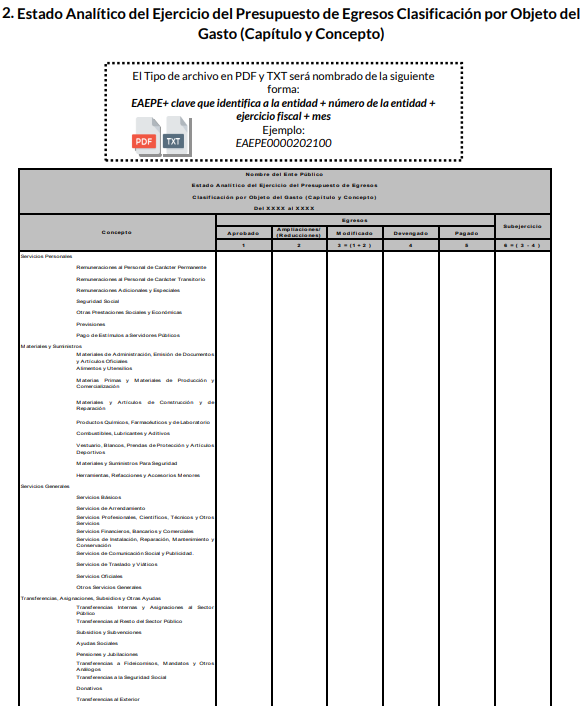 2. Estado Analítico del Ejercicio del Presupuesto de Egresos Clasificación por Objeto del
Gasto (Capítulo y Concepto)
El Tipo de archivo en PDF y TXT será nombrado de la siguiente
forma:
EAEPE+ clave que identifica a la entidad + número de la entidad +
ejercicio fiscal + mes
Ejemplo:
EAEPE0000202100
PDF TXT
Nombre del Ente Público
Estado Analítico del Ejercicio del Presupuesto de Egresos
Clasificación por Objeto del Gasto (Capítulo y Concepto)
Del XXXX al XXXX
Egresos
Concepto
Aprobado
Ampliaciones/
(Reducciones)
Modificado
Devengado
Pagado
Subejercicio
1
2
3 = (1 + 2 )
4
5
6 = ( 3 - 4 )
Servicios Personales
Remuneraciones al Personal de Carácter Permanente
Remuneraciones al Personal de Carácter Transitorio
Remuneraciones Adicionales y Especiales
Seguridad Social
Otras Prestaciones Sociales y Económicas
Previsiones
Pago de Estímulos a Servidores Públicos
Materiales y Suministros
Materiales de Administración, Emisión de Documentos
y Artículos Oficiales
Alimentos y Utensilios
Materias Primas y Materiales de Producción y
Comercialización
Materiales y Artículos de Construcción y de
Reparación
Productos Químicos, Farmacéuticos y de Laboratorio
Combustibles, Lubricantes y Aditivos
Vestuario, Blancos, Prendas de Protección y Artículos
Deportivos
Materiales y Suministros Para Seguridad
Herramientas, Refacciones y Accesorios Menores
Servicios Generales
Servicios Básicos
Servicios de Arrendamiento
Servicios Profesionales, Científicos, Técnicos y Otros
Servicios
Servicios Financieros, Bancarios y Comerciales
Servicios de Instalación, Reparación, Mantenimiento y
Conservación
Servicios de Comunicación Social y Publicidad.
Servicios de Traslado y Viáticos
Servicios Oficiales
Otros Servicios Generales
Transferencias, Asignaciones, Subsidios y Otras Ayudas
Transferencias Internas y Asignaciones al Sector
Público
Transferencias al Resto del Sector Público
Subsidios y Subvenciones
Ayudas Sociales
Pensiones y Jubilaciones
Transferencias a Fideicomisos, Mandatos y Otros
Análogos
Transferencias a la Seguridad Social
Donativos
Transferencias al Exterior